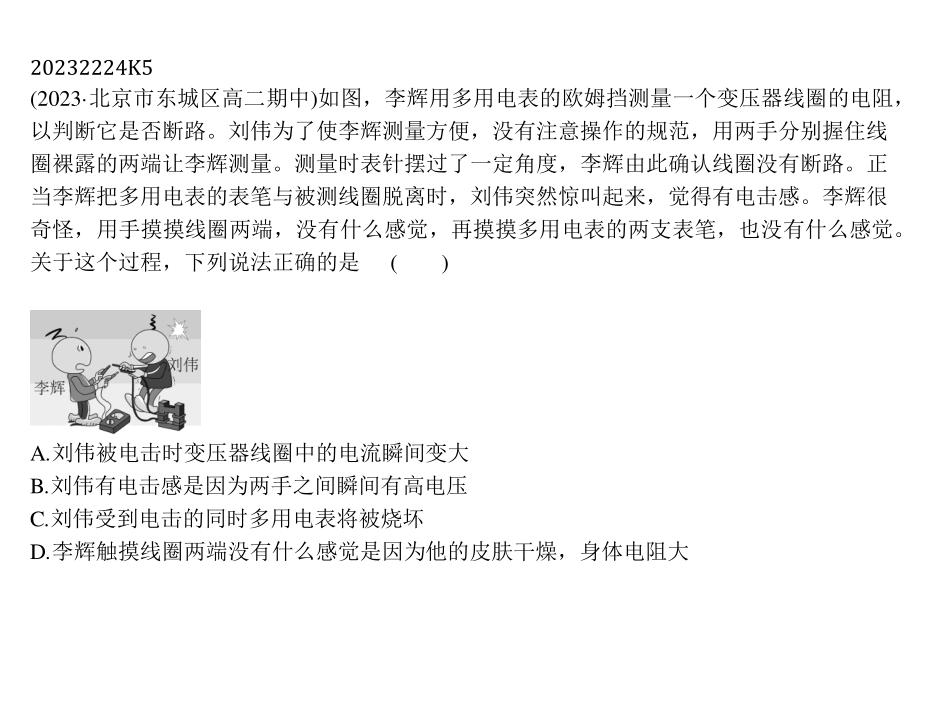 20232224K5
(2023·北京市东城区高二期中)如图，李辉用多用电表的欧姆挡测量一个变压器线圈的电阻，
以判断它是否断路。刘伟为了使李辉测量方便，没有注意操作的规范，用两手分别握住线
圈裸露的两端让李辉测量。测量时表针摆过了一定角度，李辉由此确认线圈没有断路。正
当李辉把多用电表的表笔与被测线圈脱离时，刘伟突然惊叫起来，觉得有电击感。李辉很
奇怪，用手摸摸线圈两端，没有什么感觉，再摸摸多用电表的两支表笔，也没有什么感觉。
关于这个过程，下列说法正确的是 (  )
刘伟
李辉
A.刘伟被电击时变压器线圈中的电流瞬间变大
B.刘伟有电击感是因为两手之间瞬间有高电压
C.刘伟受到电击的同时多用电表将被烧坏
D.李辉触摸线圈两端没有什么感觉是因为他的皮肤干燥，身体电阻大